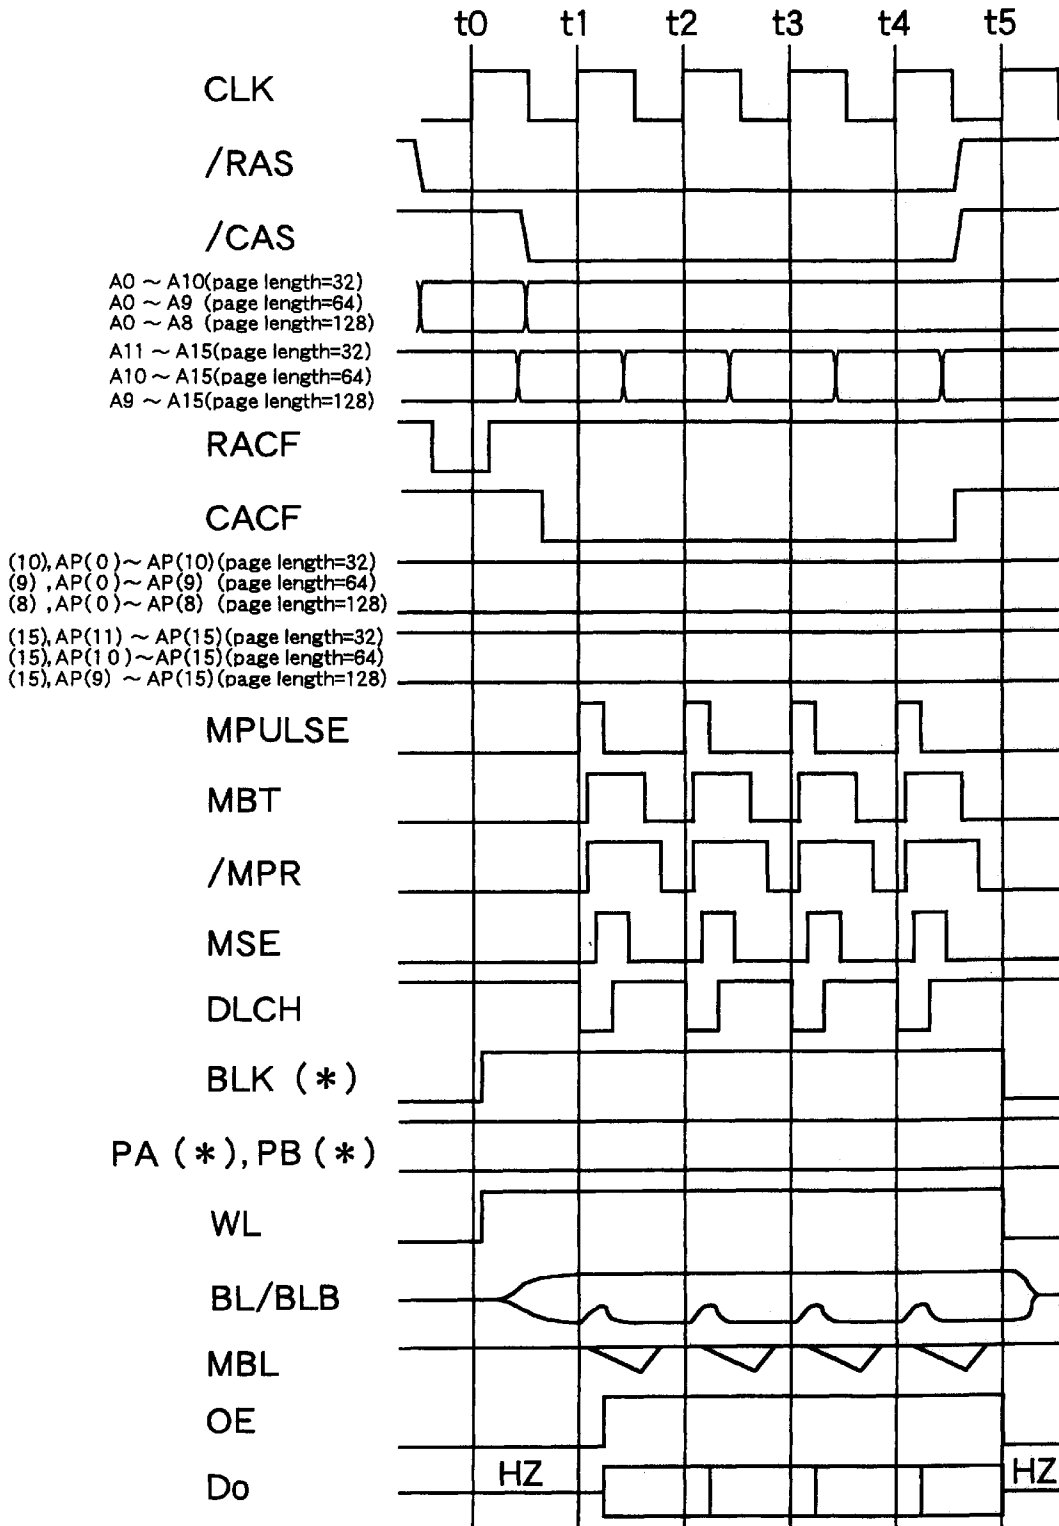 t0 t1 t2 t3 t4 t5
CLK
/RAS
/CAS
A0 ~ A10(page length=32)
A0 ~ A9 (page length=64)
A0 ~ A8 (page length=128)
A11 ~ A15(page length=32)
A10 ~ A15(page length=64)
A9 ~ A15(page length=128)
RACF
CACF
(10),AP(0)~ AP(10)(page length=32)
(9) ,AP(0)~ AP(9) (page length=64)
(8) ,AP(0)~ AP(8) (page length=128)
(15),AP(11) ~ AP(15)(page length=32)
(15),AP(10)~AP(15)(page length=64)
(15),AP(9) ~ AP(15)(page length=128)
MPULSE
MBT
/MPR
MSE
DLCH
BLK (*)
PA (*), PB (*)
WL
BL/BLB
MBL
OE
Do HZ HZ